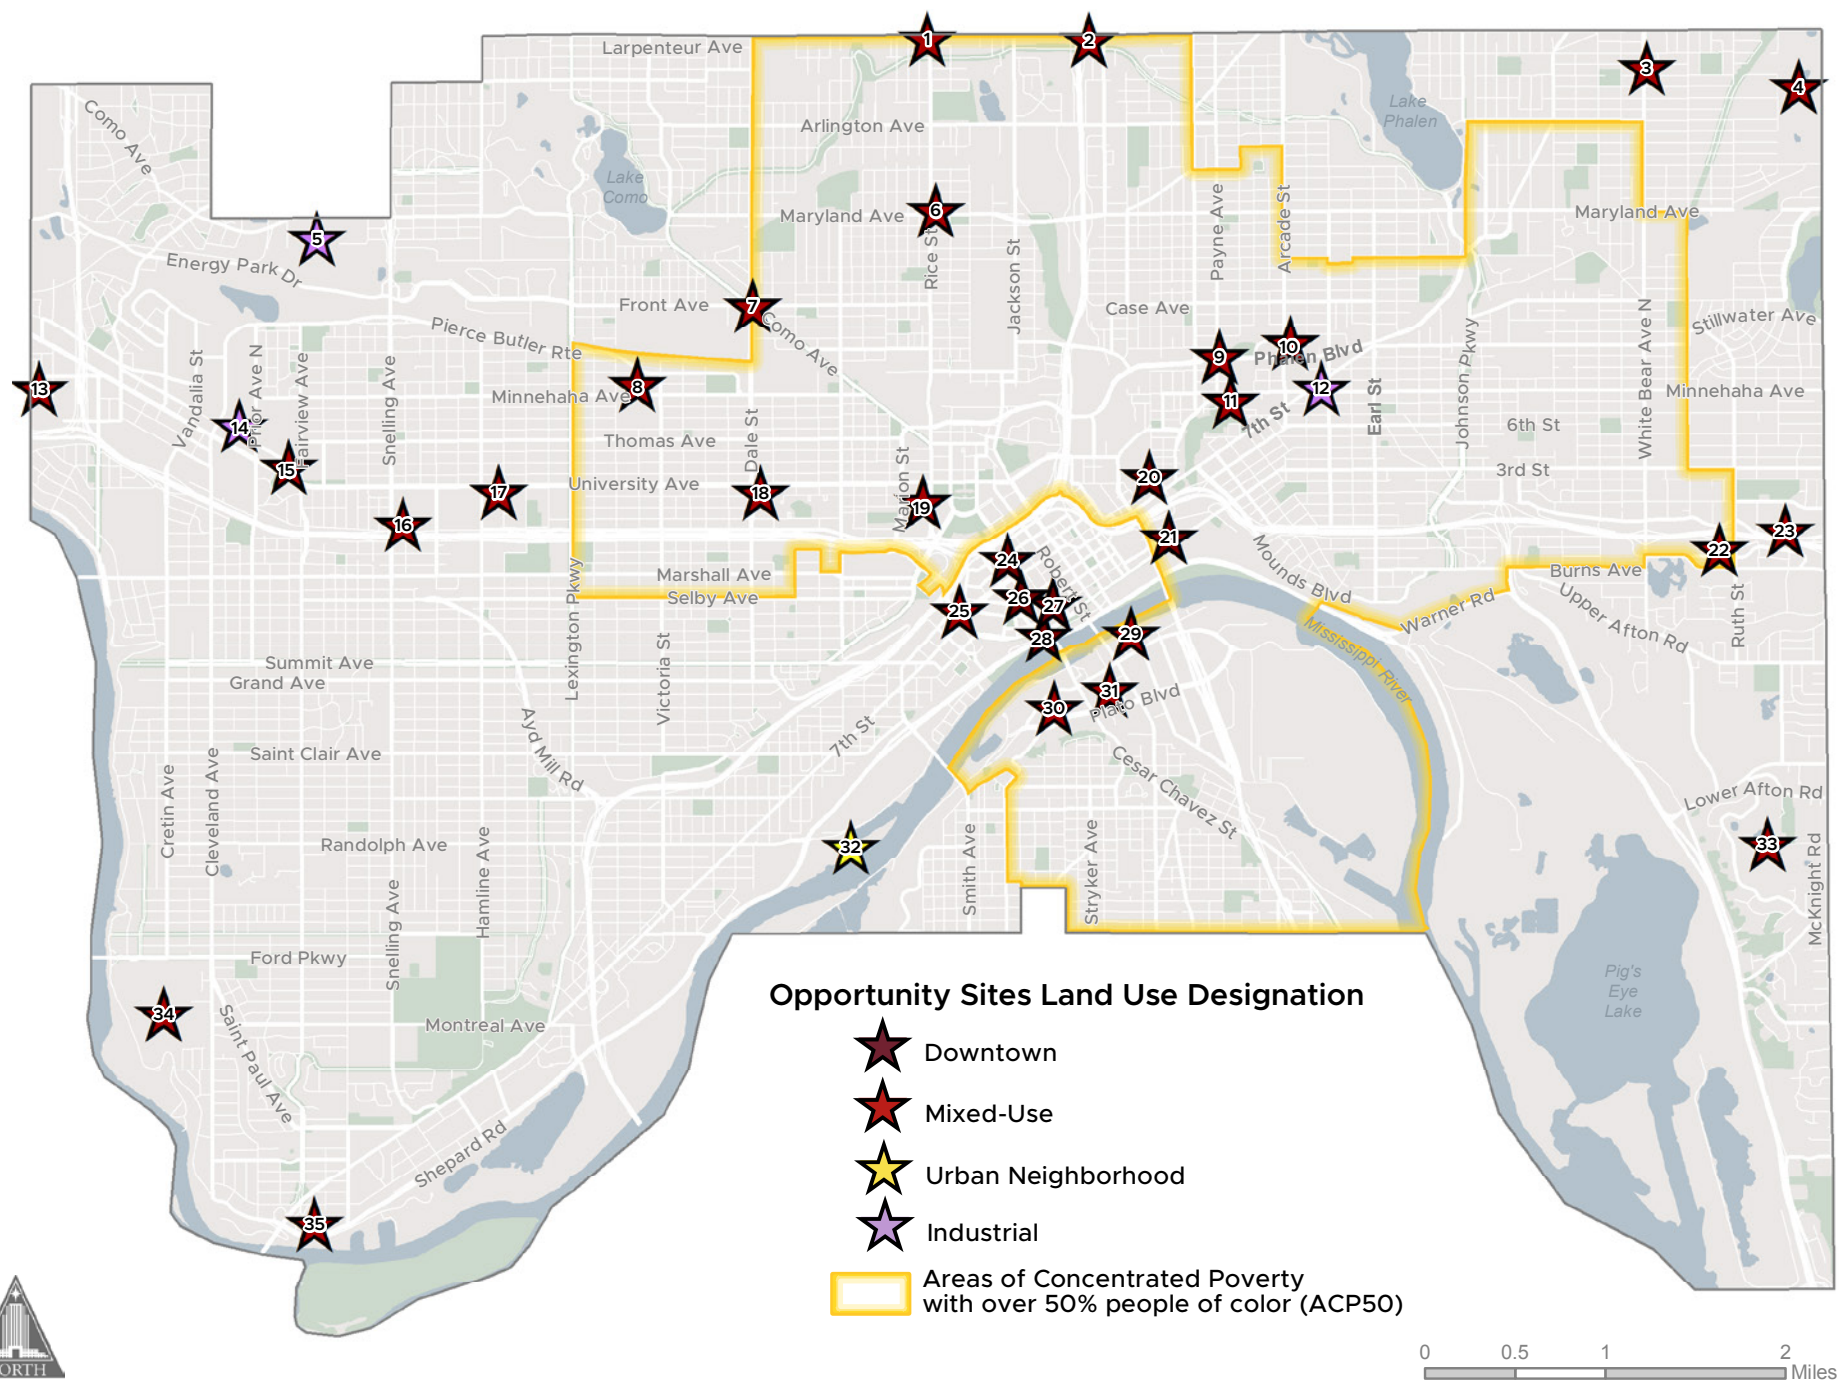 1
2
3
4
Larpenteur Ave
Como Ave
Arlington Ave
Lake
Phalen
Lake
Como
Maryland Ave
6
Rice St
Jackson St
Payne Ave
Arcade St
Maryland Ave
5
Energy Park Dr
Front Ave
7
Como Ave
Case Ave
Stillwater Ave
Pierce Butler Rte
9
10
Phalen Blvd
13
Vandalia St
Prior Ave N
Fairview Ave
Snelling Ave
Minnehaha Ave
8
11
12
7th St
Earl St
Johnson Pkwy
White Bear Ave N
Minnehaha Ave
14
15
Thomas Ave
Dale St
6th St
3rd St
16
17
University Ave
18
Marion St
19
20
21
22
23
24
Robert St
Mounds Blvd
Marshall Ave
Selby Ave
Burns Ave
Lexington Pkwy
25
26
27
28
29
Warner Rd
Upper Afton Rd
Ruth St
Mississippi River
Summit Ave
Grand Ave
Victoria St
30
31
Plato Blvd
Ayd Mill Rd
7th St
Saint Clair Ave
Cesar Chavez St
Cretin Ave
Cleveland Ave
Lower Afton Rd
Randolph Ave
Hamline Ave
32
Smith Ave
Stryker Ave
33
McKnight Rd
Snelling Ave
Ford Pkwy
Pig's
Eye
Lake
34
Saint Paul Ave
Montreal Ave
Shepard Rd
35
Opportunity Sites Land Use Designation
Downtown
Mixed-Use
Urban Neighborhood
Industrial
Areas of Concentrated Poverty
with over 50% people of color (ACP50)
ORTH
0 0.5 1 2
Miles